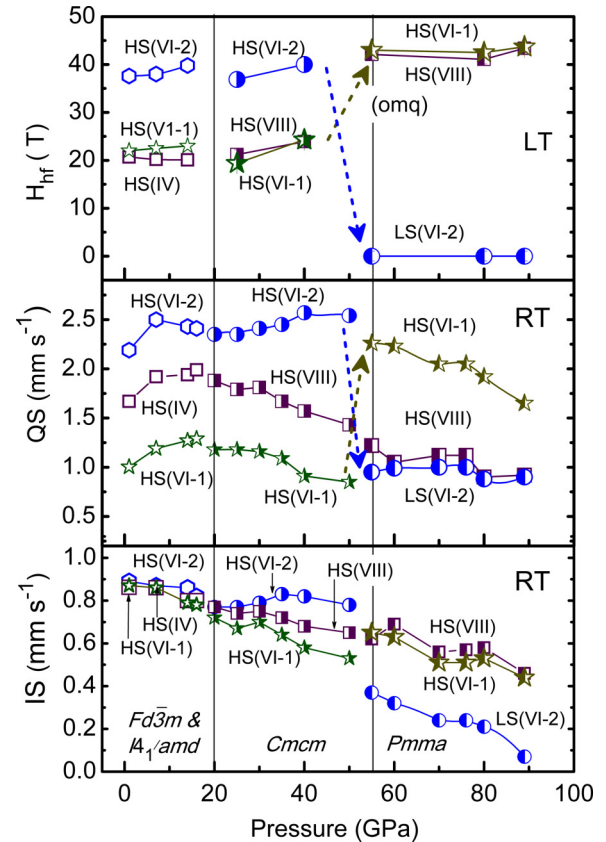 50
40
30
20
10
0
H_hf ( T)
HS(VI-2)
HS(VI-2)
HS(VI-1)
HS(VIII)
(omq)
HS(V1-1)
HS(IV)
HS(VIII)
HS(VI-1)
LT
LS(VI-2)
2.5
2.0
1.5
1.0
0.5
QS (mm s⁻¹)
HS(VI-2)
HS(VI-2)
RT
HS(VI-1)
HS(IV)
HS(VIII)
HS(VIII)
HS(VI-1)
HS(VI-1)
LS(VI-2)
1.0
0.8
0.6
0.4
0.2
0.0
IS (mm s⁻¹)
HS(VI-2)
HS(VI-2)
HS(VIII)
RT
HS(IV)
HS(VI-1)
HS(VI-1)
HS(VIII)
HS(VI-1)
LS(VI-2)
Fd3̅m &
I4₁/amd
Cmcm
Pmma
0 20 40 60 80 100
Pressure (GPa)